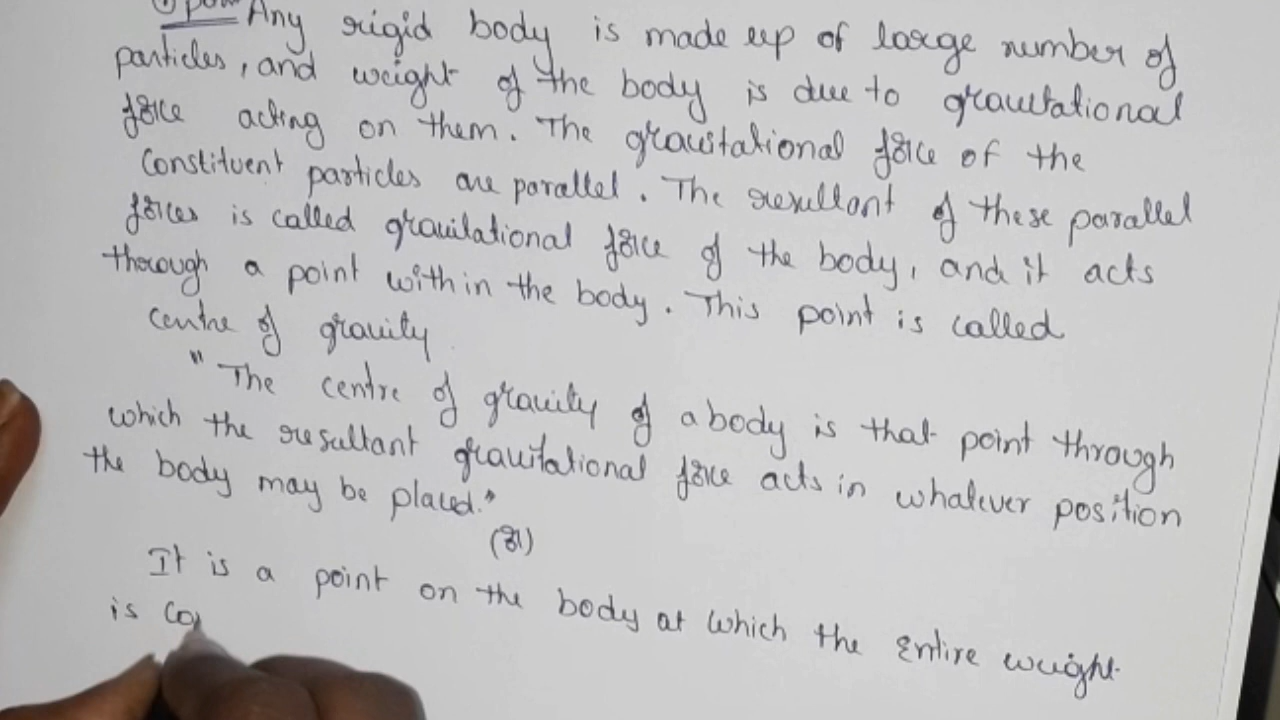 Any rigid body is made up of large number of
particles, and weight of the body is due to gravitational
force acting on them. The gravitational force of the
constituent particles are parallel. The resultant of these parallel
forces is called gravitational force of the body, and it acts
through a point within the body. This point is called
centre of gravity.
"The centre of gravity of a body is that point through
which the resultant gravitational force acts in whatever position
the body may be placed."
(or)
It is a point on the body at which the entire weight
is co